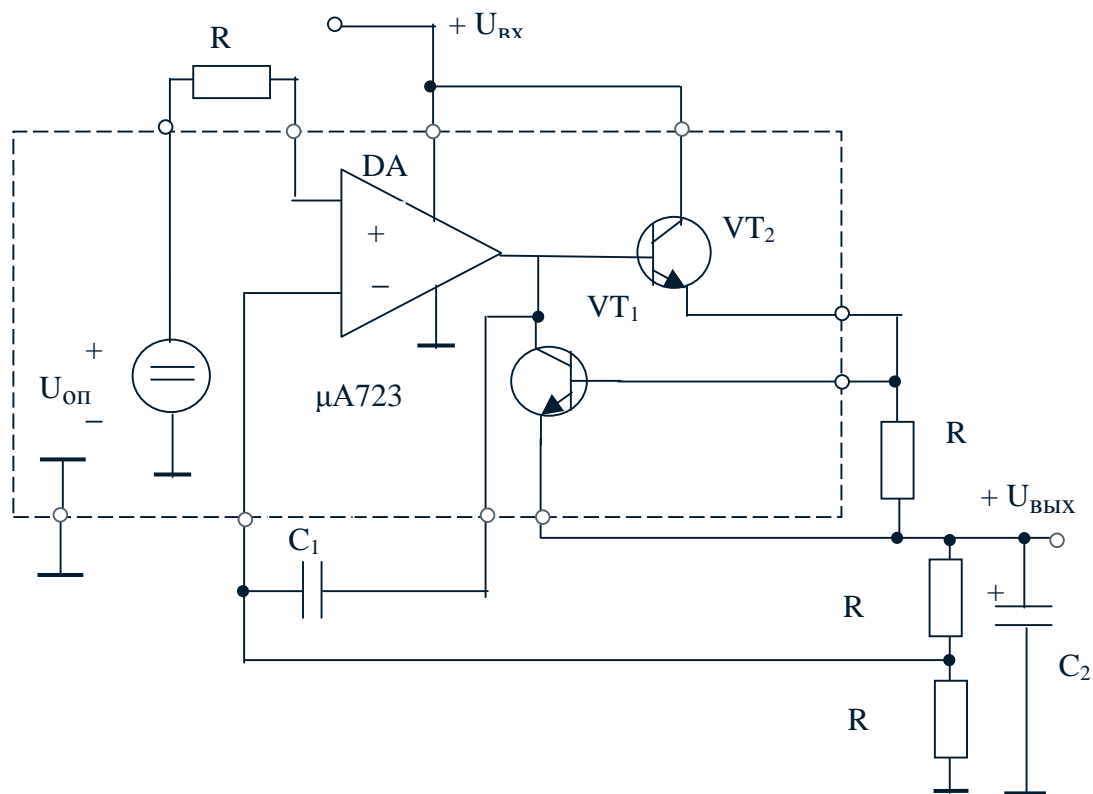 + Uвх
R
DA
+
VT₂
−
VT₁
+
Uоп
μA723
−
R
+ Uвых
C₁
+
R
C₂
R